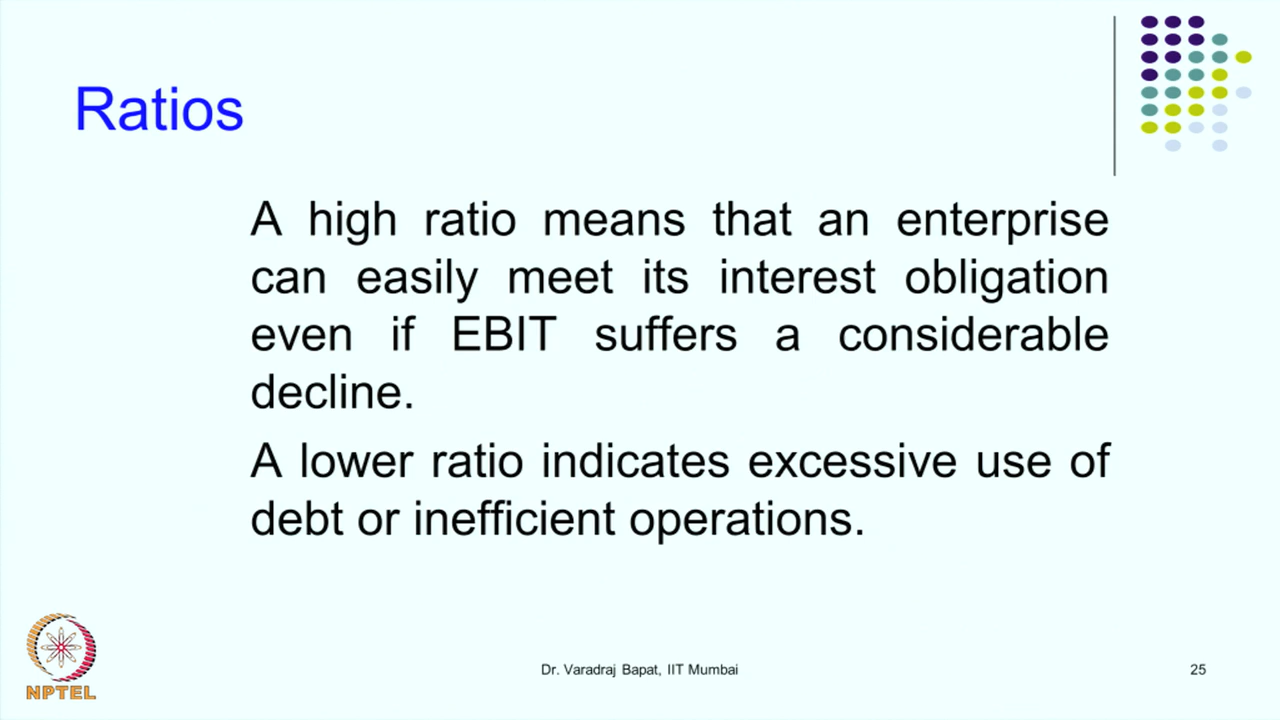 Ratios
A high ratio means that an enterprise
can easily meet its interest obligation
even if EBIT suffers a considerable
decline.
A lower ratio indicates excessive use of
debt or inefficient operations.
NPTEL
Dr. Varadraj Bapat, IIT Mumbai
25